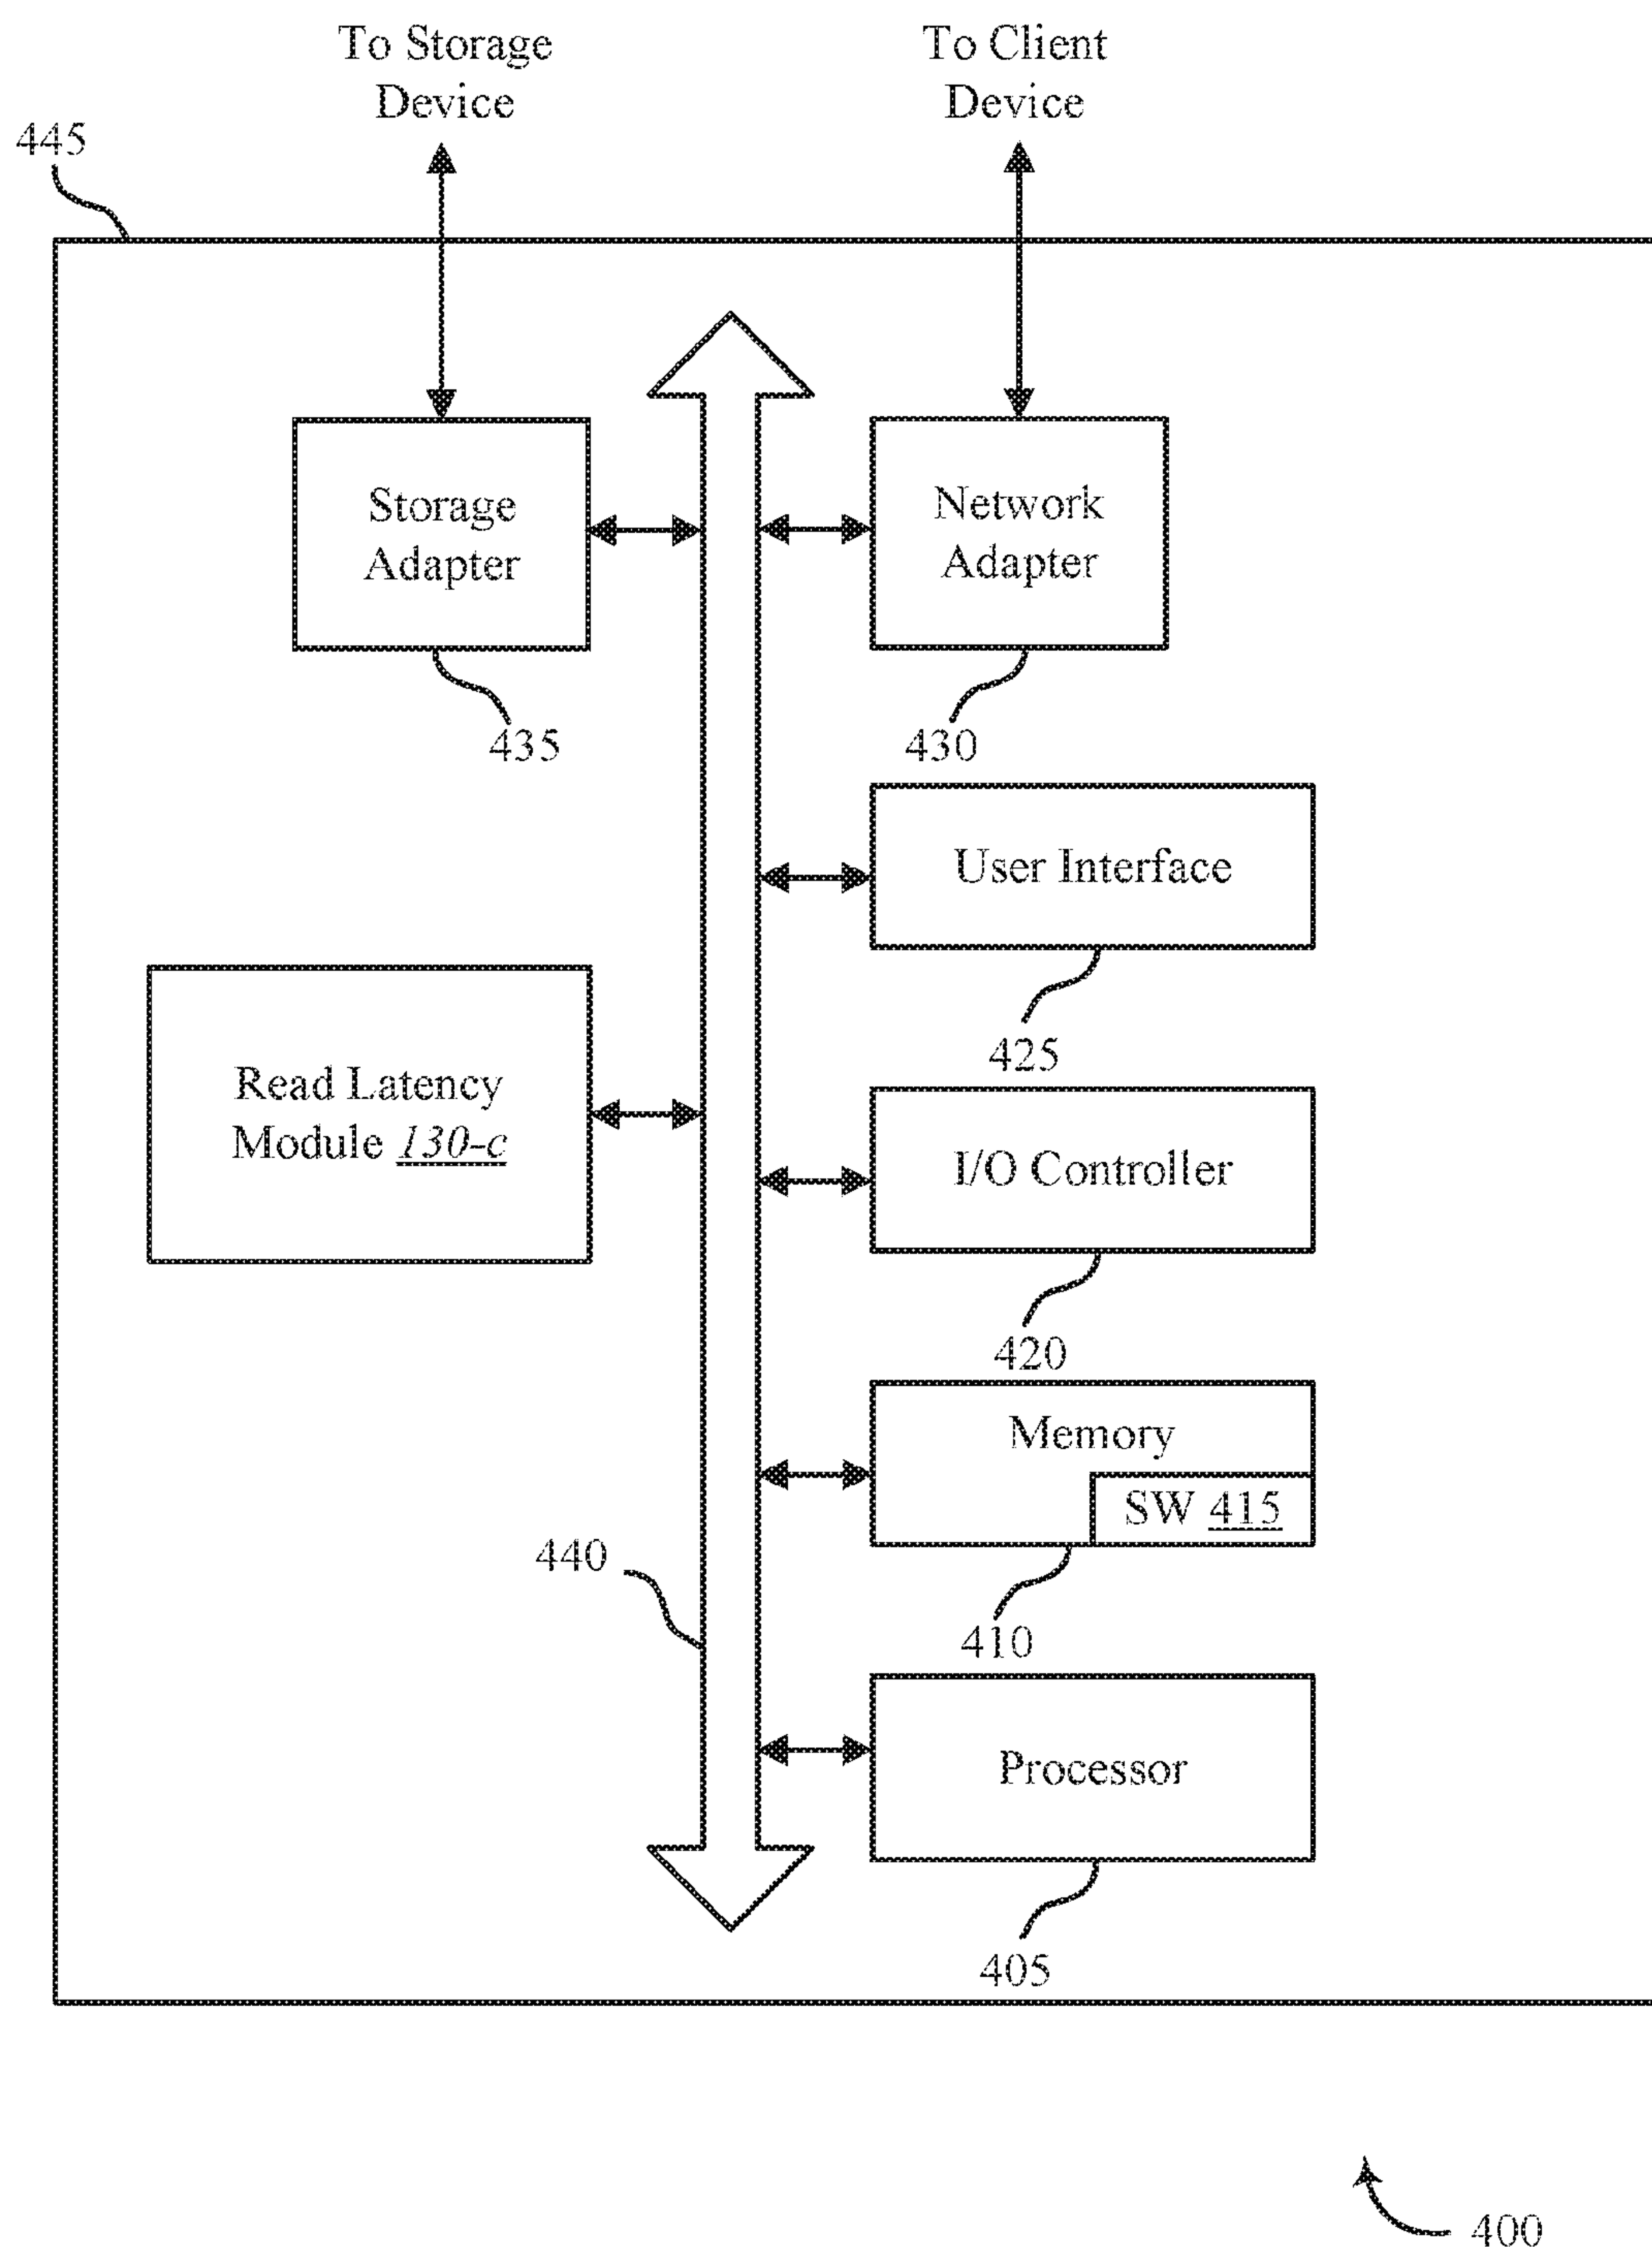 To Storage
Device
To Client
Device
445
Storage
Adapter
Network
Adapter
435
430
User Interface
425
Read Latency
Module 130-c
I/O Controller
420
Memory
SW 415
440
410
Processor
405
400